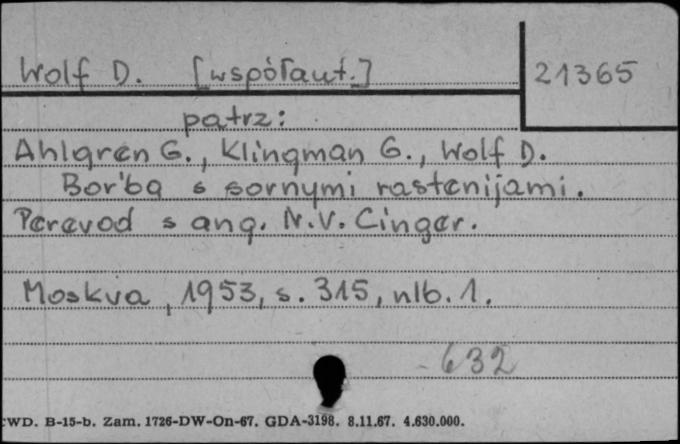 Wolf D. [współaut.] 21365
patrz:
Ahlgren G., Klingman G., Wolf D.
Bor'ba s sornymi rastenijami.
Perevod s ang. N.V. Cinger.
Moskva, 1953, s. 315, nlb. 1.
632
CWD. B-15-b. Zam. 1726-DW-On-67. GDA-3198. 8.11.67. 4.630.000.